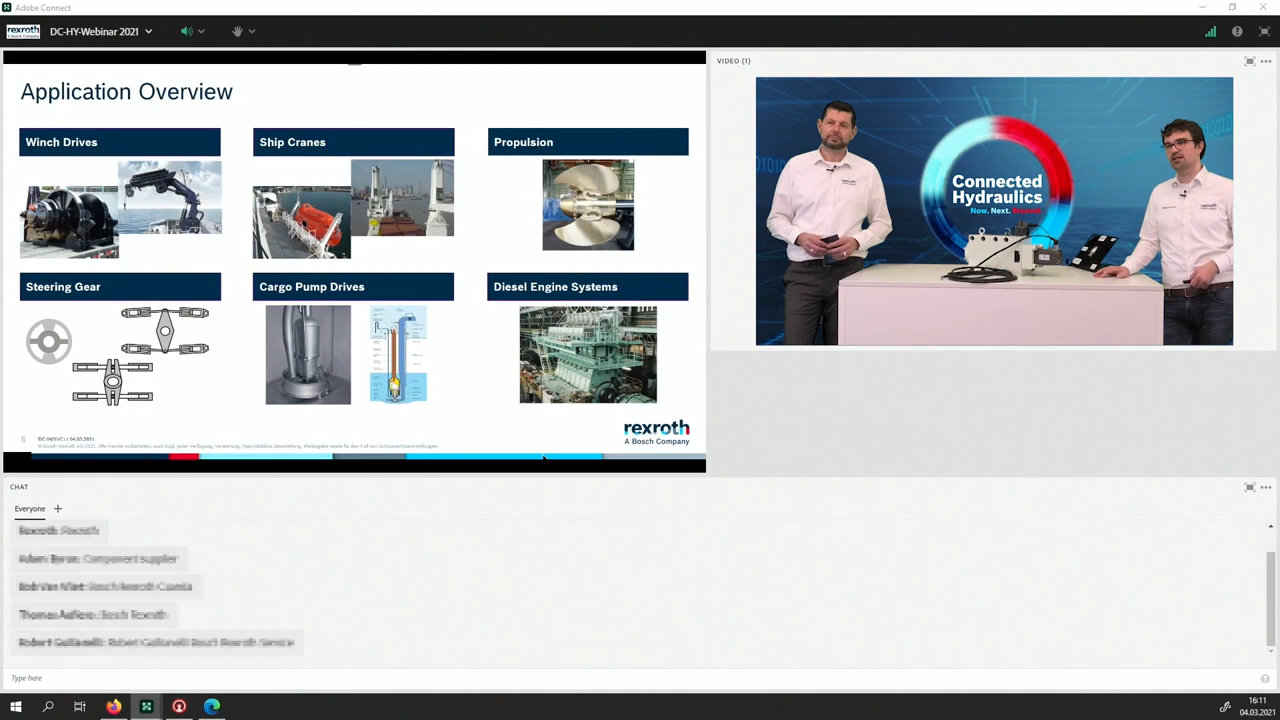 Adobe Connect
rexroth
A Bosch Company
DC-HY-Webinar 2021
Application Overview
Winch Drives
Ship Cranes
Propulsion
Steering Gear
Cargo Pump Drives
Diesel Engine Systems
6
rexroth
A Bosch Company
VIDEO (1)
Connected
Hydraulics
Now. Next.
CHAT
Everyone
Type here
16:11
04.03.2021